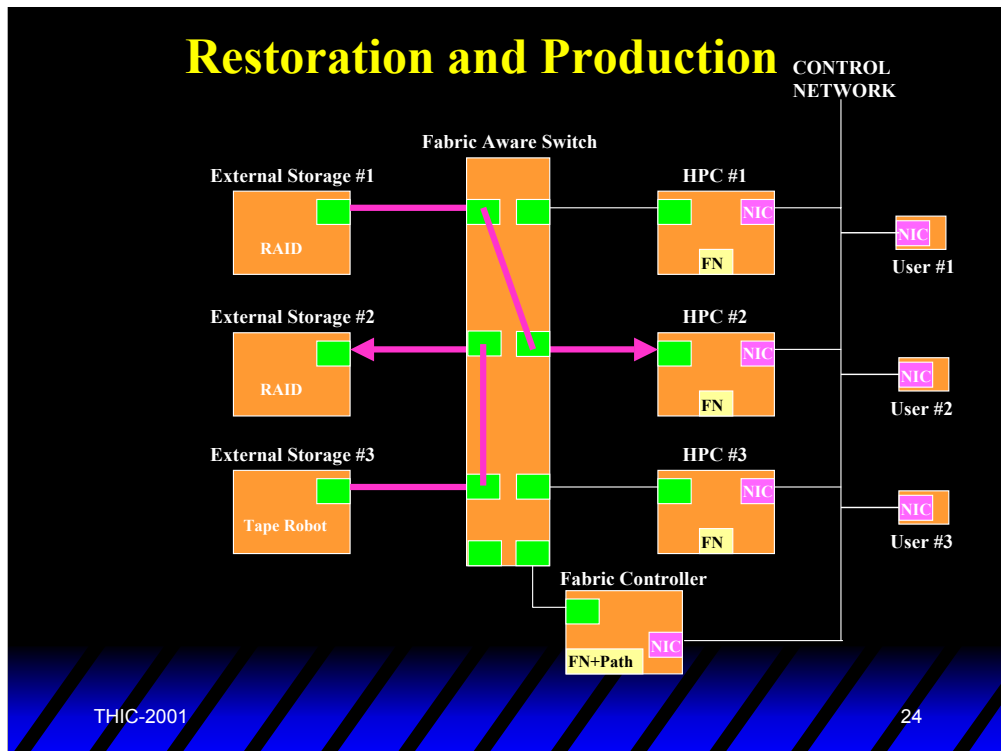 Restoration and Production
CONTROL
NETWORK
Fabric Aware Switch
External Storage #1
HPC #1
NIC
RAID
FN
NIC
User #1
External Storage #2
HPC #2
NIC
RAID
FN
NIC
User #2
External Storage #3
HPC #3
NIC
Tape Robot
FN
NIC
User #3
Fabric Controller
NIC
FN+Path
THIC-2001
24